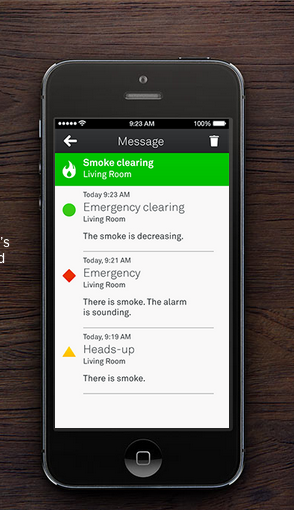 9:23 AM 100%
Message
Smoke clearing
Living Room
Today 9:23 AM
Emergency clearing
Living Room
The smoke is decreasing.
Today, 9:21 AM
Emergency
Living Room
There is smoke. The alarm
is sounding.
Today, 9:19 AM
Heads-up
Living Room
There is smoke.
's
d